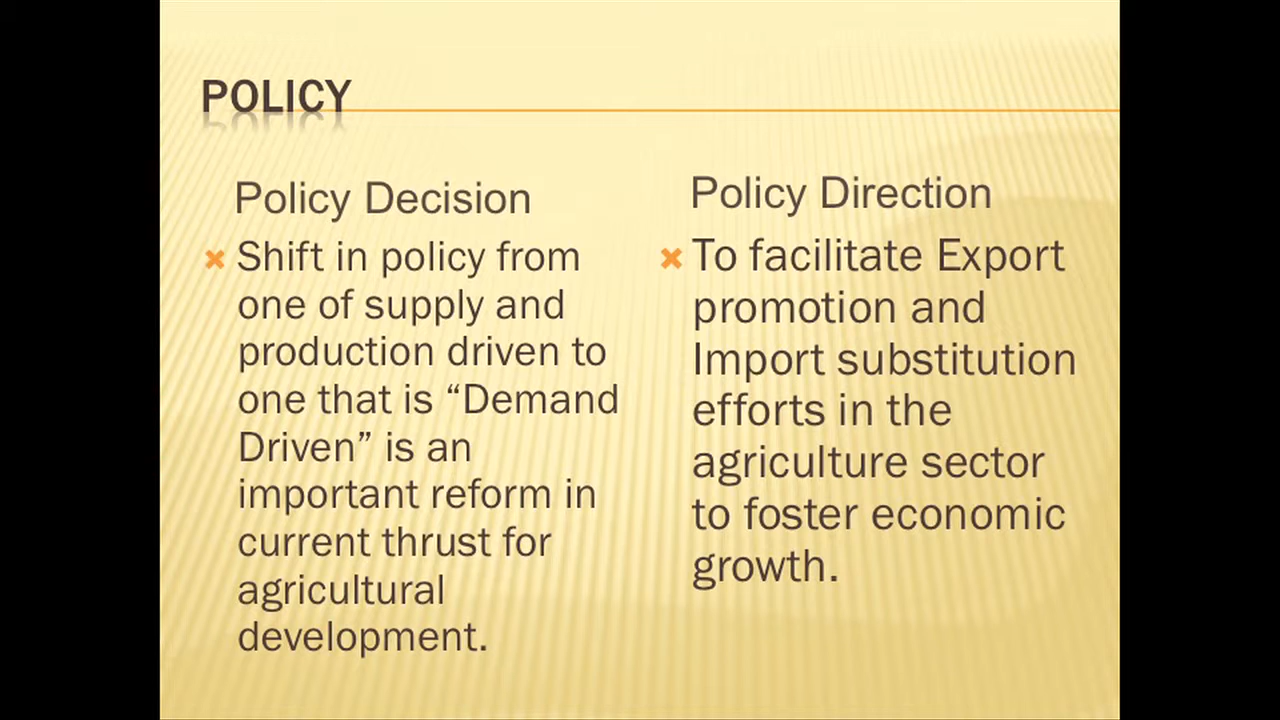 POLICY
Policy Decision
Shift in policy from
one of supply and
production driven to
one that is “Demand
Driven” is an
important reform in
current thrust for
agricultural
development.
Policy Direction
To facilitate Export
promotion and
Import substitution
efforts in the
agriculture sector
to foster economic
growth.